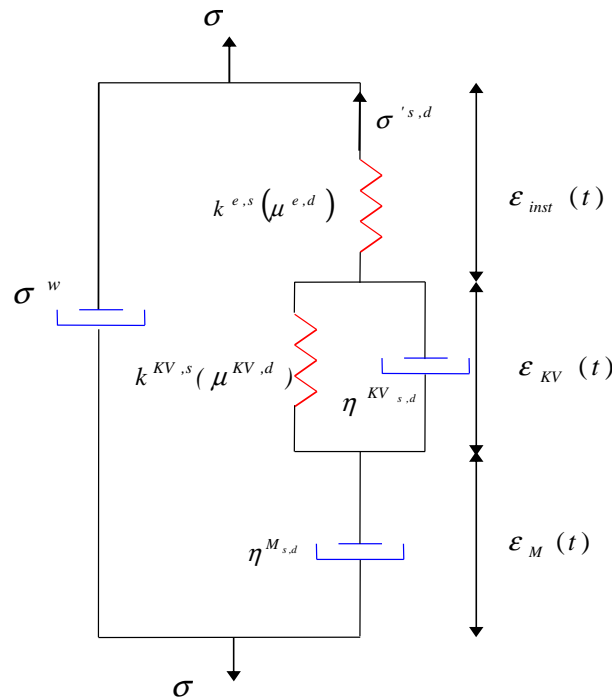 σ
σ 's,d
k e,s (μ e,d)
ε inst (t)
σ w
k KV,s (μ KV,d)
η KV s,d
ε KV (t)
η M s,d
ε M (t)
σ